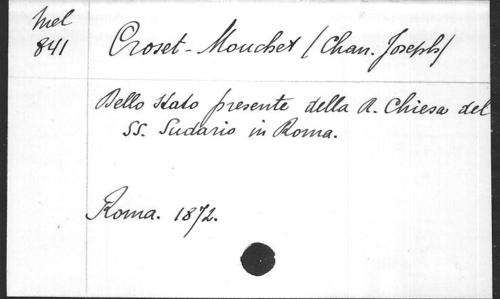 Mel
841
Croset-Mouchet (Chan. Joseph)
Dello stato presente della R. Chiesa del
SS. Sudario in Roma.
Roma. 1872.